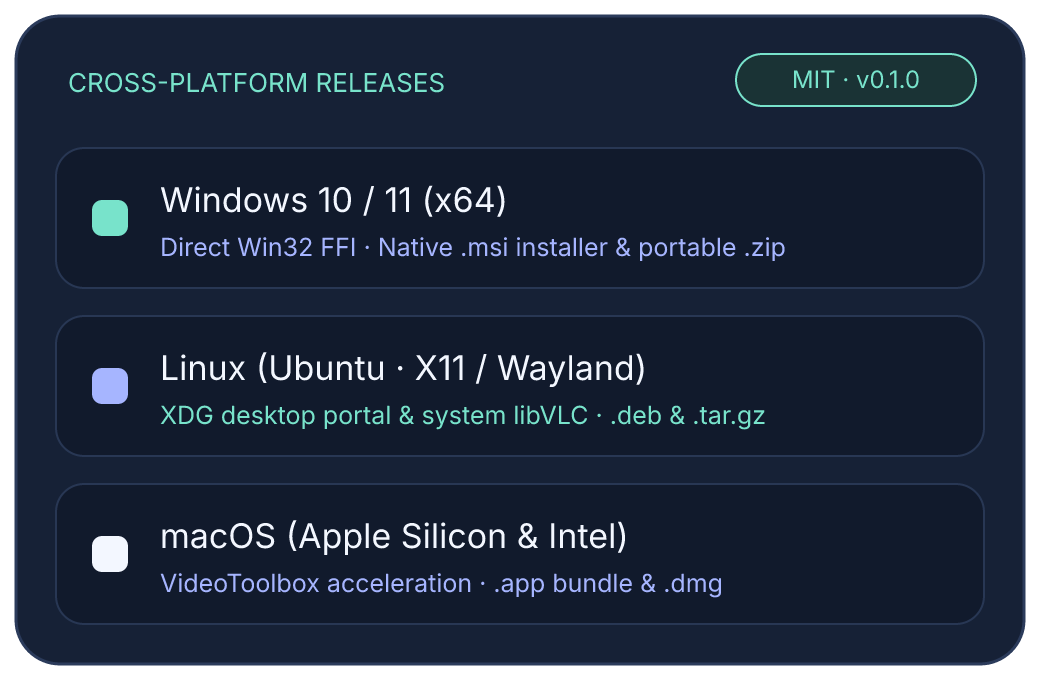 CROSS-PLATFORM RELEASES
MIT · v0.1.0
Windows 10 / 11 (x64)
Direct Win32 FFI · Native .msi installer & portable .zip
Linux (Ubuntu · X11 / Wayland)
XDG desktop portal & system libVLC · .deb & .tar.gz
macOS (Apple Silicon & Intel)
VideoToolbox acceleration · .app bundle & .dmg